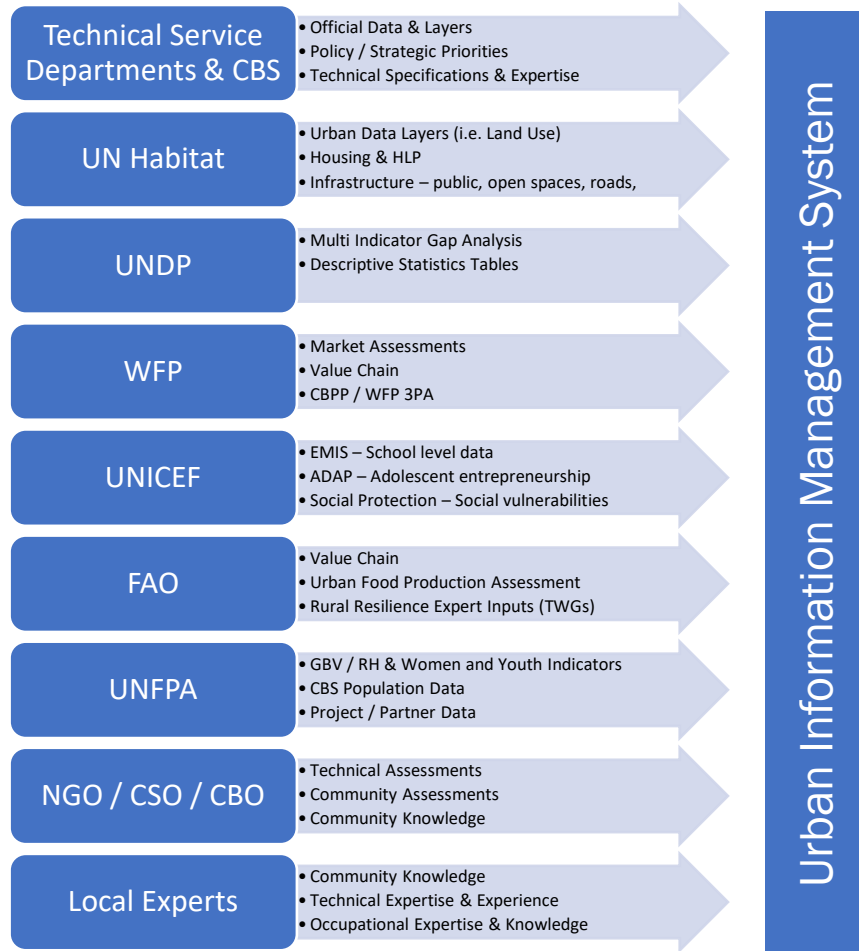 Technical Service
Departments & CBS
• Official Data & Layers
• Policy / Strategic Priorities
• Technical Specifications & Expertise
UN Habitat
• Urban Data Layers (i.e. Land Use)
• Housing & HLP
• Infrastructure – public, open spaces, roads,
UNDP
• Multi Indicator Gap Analysis
• Descriptive Statistics Tables
WFP
• Market Assessments
• Value Chain
• CBPP / WFP 3PA
UNICEF
• EMIS – School level data
• ADAP – Adolescent entrepreneurship
• Social Protection – Social vulnerabilities
FAO
• Value Chain
• Urban Food Production Assessment
• Rural Resilience Expert Inputs (TWGs)
UNFPA
• GBV / RH & Women and Youth Indicators
• CBS Population Data
• Project / Partner Data
NGO / CSO / CBO
• Technical Assessments
• Community Assessments
• Community Knowledge
Local Experts
• Community Knowledge
• Technical Expertise & Experience
• Occupational Expertise & Knowledge
Urban Information Management System